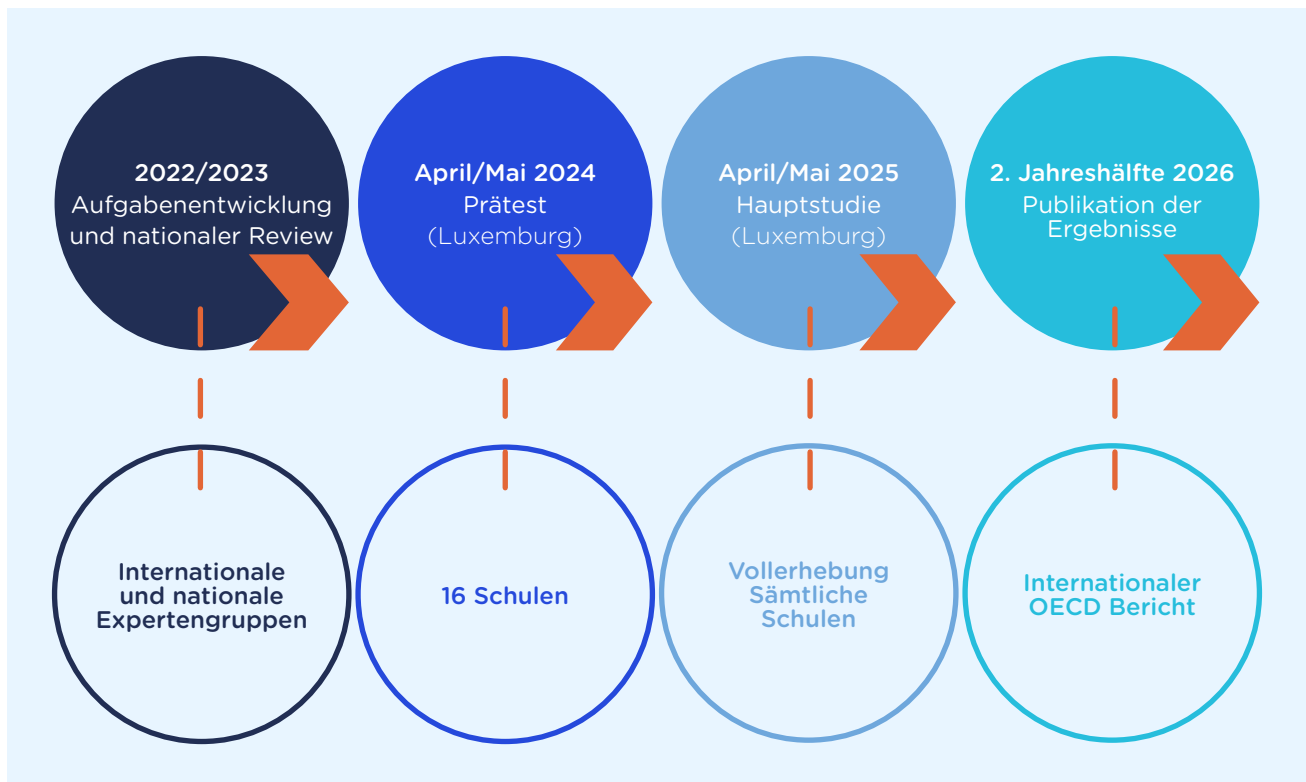 2022/2023
Aufgabenentwicklung
und nationaler Review
April/Mai 2024
Prätest
(Luxemburg)
April/Mai 2025
Hauptstudie
(Luxemburg)
2. Jahreshälfte 2026
Publikation der
Ergebnisse
Internationale
und nationale
Expertengruppen
16 Schulen
Vollerhebung
Sämtliche
Schulen
Internationaler
OECD Bericht